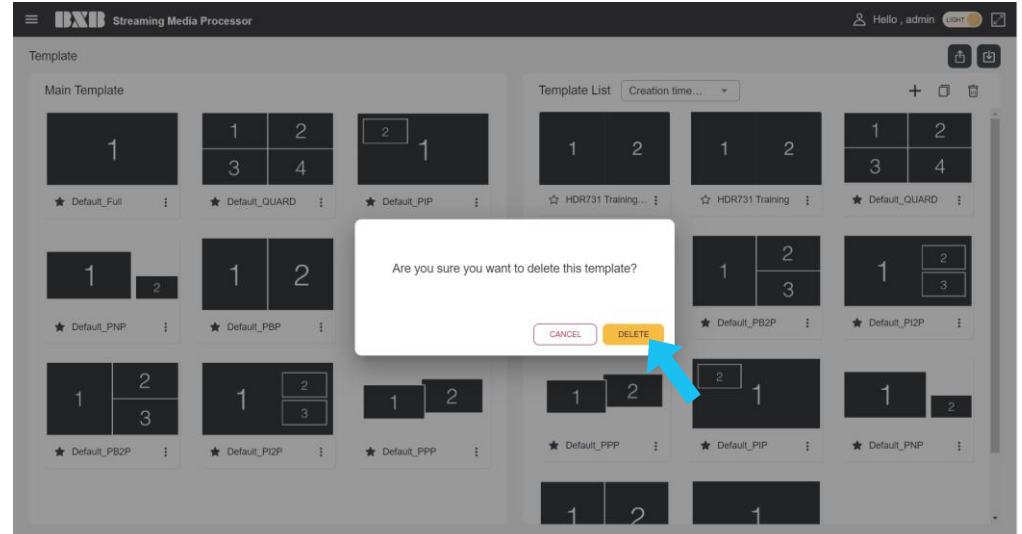 BXB Streaming Media Processor
Hello , admin
LIGHT
Template
Main Template
1
Default_Full
1 2
3 4
Default_QUARD
2
1
Default_PIP
1
2
Default_PNP
1 2
Default_PBP
1
2
3
Default_PB2P
1
2
3
Default_PI2P
1 2
Default_PPP
Template List
Creation time...
1 2
HDR731 Training...
1 2
HDR731 Training
1 2
3 4
Default_QUARD
1
2
3
Default_PB2P
1
2
3
Default_PI2P
1 2
Default_PPP
2
1
Default_PIP
1
2
Default_PNP
1 2
1
Are you sure you want to delete this template?
CANCEL
DELETE